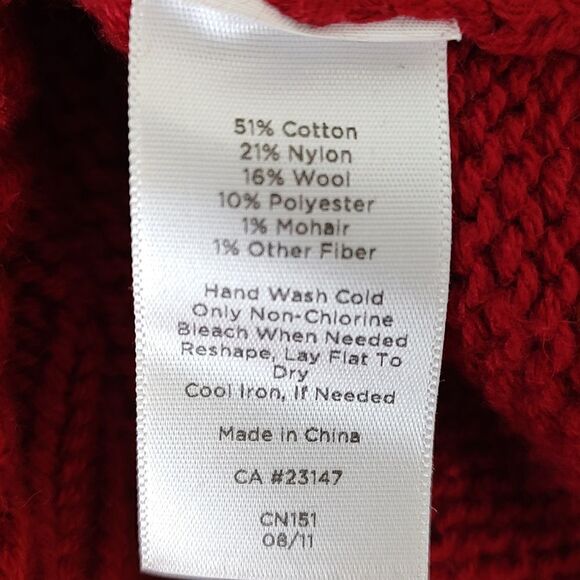 51% Cotton
21% Nylon
16% Wool
10% Polyester
1% Mohair
1% Other Fiber
Hand Wash Cold
Only Non-Chlorine
Bleach When Needed
Reshape, Lay Flat To
Dry
Cool Iron, If Needed
Made in China
CA #23147
CN151
08/11